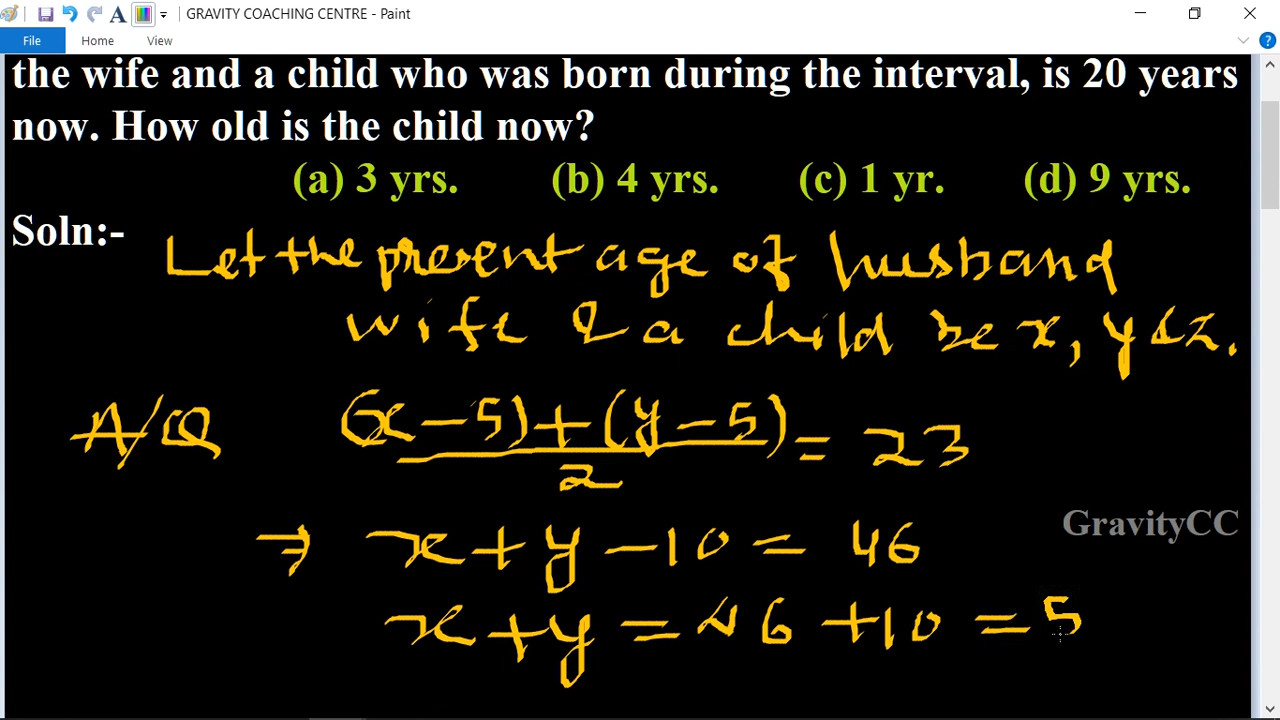 GRAVITY COACHING CENTRE - Paint
File Home View
the wife and a child who was born during the interval, is 20 years
now. How old is the child now?
(a) 3 yrs. (b) 4 yrs. (c) 1 yr. (d) 9 yrs.
Soln:- Let the present age of husband
wife & a child be x, y & z.
A/Q (x-5)+(y-5)/2 = 23
⇒ x+y-10 = 46
GravityCC
x+y = 46+10 = 5